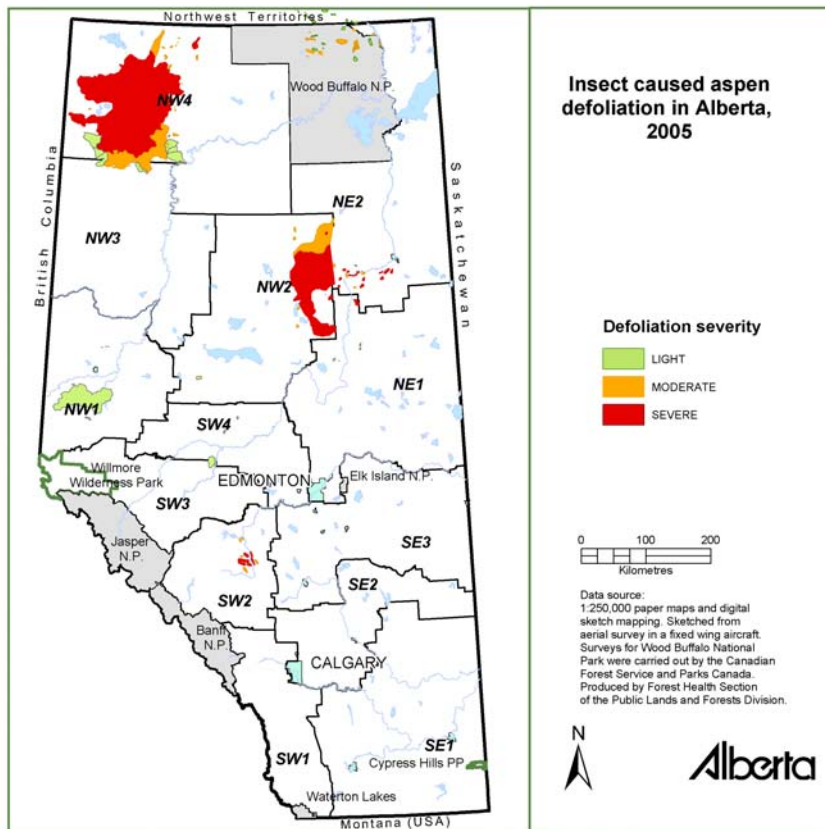 Northwest Territories
Wood Buffalo N.P.
NW4
British Columbia
Saskatchewan
NE2
NW3
NW2
NE1
NW1
SW4
Willmore
Wilderness Park
EDMONTON
Elk Island N.P.
SW3
Jasper
N.P.
SE3
SW2
SE2
Banff
N.P.
CALGARY
SW1
SE1
Cypress Hills PP
Waterton Lakes
Montana (USA)
Insect caused aspen
defoliation in Alberta,
2005
Defoliation severity
LIGHT
MODERATE
SEVERE
0 100 200
Kilometres
Data source:
1:250,000 paper maps and digital
sketch mapping. Sketched from
aerial survey in a fixed wing aircraft.
Surveys for Wood Buffalo National
Park were carried out by the Canadian
Forest Service and Parks Canada.
Produced by Forest Health Section
of the Public Lands and Forests Division.
N
Alberta